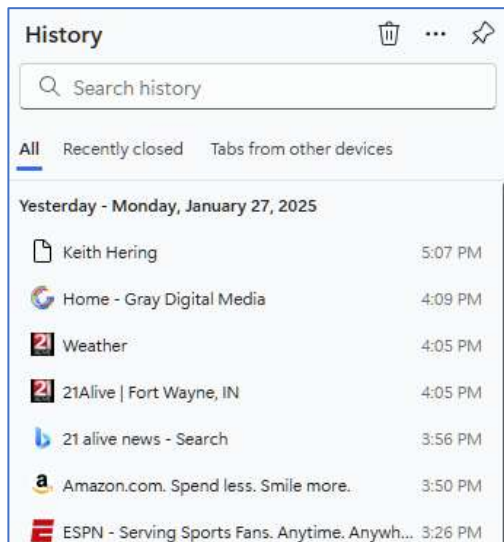 History
Search history
All Recently closed Tabs from other devices
Yesterday - Monday, January 27, 2025
Keith Hering 5:07 PM
Home - Gray Digital Media 4:09 PM
21 Weather 4:05 PM
21 21Alive | Fort Wayne, IN 4:05 PM
21 alive news - Search 3:56 PM
a Amazon.com. Spend less. Smile more. 3:50 PM
ESPN - Serving Sports Fans. Anytime. Anywh... 3:26 PM